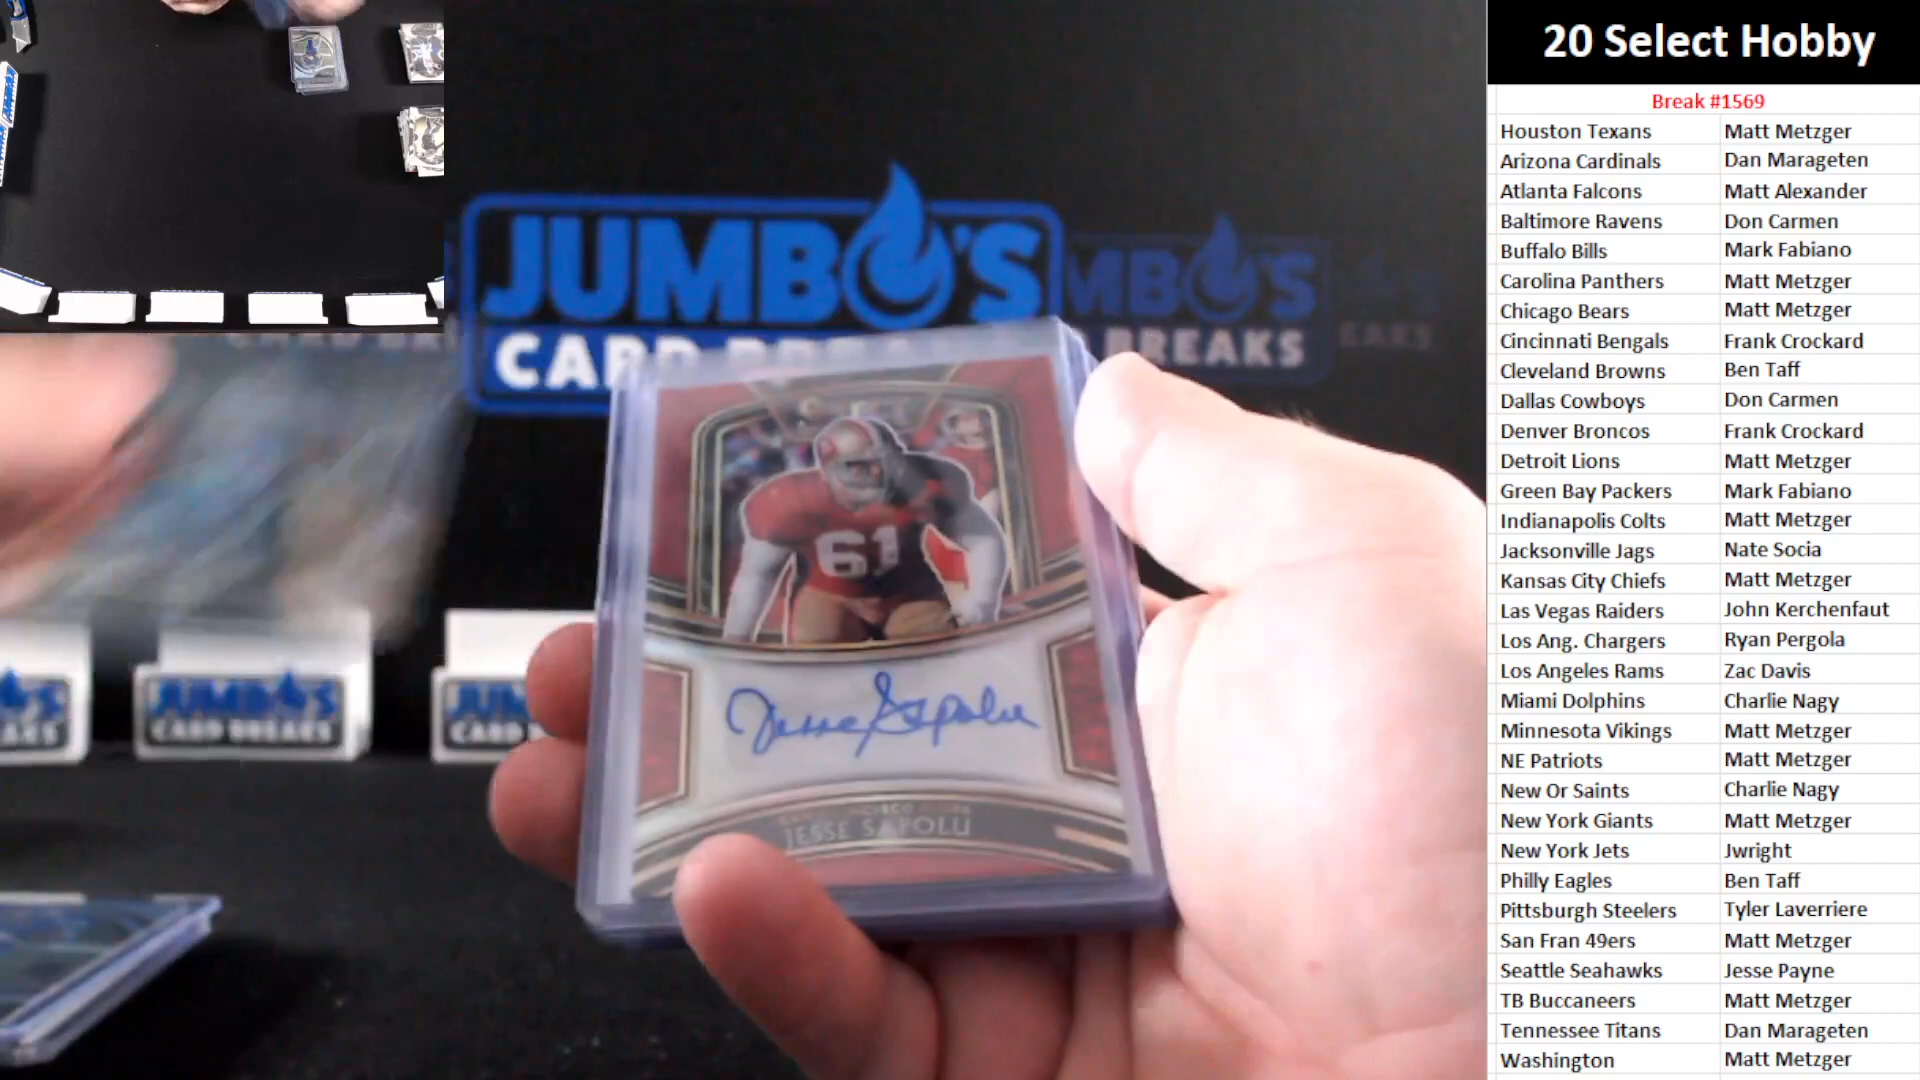 20 Select Hobby
Break #1569
Houston Texans Matt Metzger
Arizona Cardinals Dan Marageten
Atlanta Falcons Matt Alexander
Baltimore Ravens Don Carmen
Buffalo Bills Mark Fabiano
Carolina Panthers Matt Metzger
Chicago Bears Matt Metzger
Cincinnati Bengals Frank Crockard
Cleveland Browns Ben Taff
Dallas Cowboys Don Carmen
Denver Broncos Frank Crockard
Detroit Lions Matt Metzger
Green Bay Packers Mark Fabiano
Indianapolis Colts Matt Metzger
Jacksonville Jags Nate Socia
Kansas City Chiefs Matt Metzger
Las Vegas Raiders John Kerchenfaut
Los Ang. Chargers Ryan Pergola
Los Angeles Rams Zac Davis
Miami Dolphins Charlie Nagy
Minnesota Vikings Matt Metzger
NE Patriots Matt Metzger
New Or Saints Charlie Nagy
New York Giants Matt Metzger
New York Jets Jwright
Philly Eagles Ben Taff
Pittsburgh Steelers Tyler Laverriere
San Fran 49ers Matt Metzger
Seattle Seahawks Jesse Payne
TB Buccaneers Matt Metzger
Tennessee Titans Dan Marageten
Washington Matt Metzger
JUMBO'S
CARD
BREAKS
61
Jesse Sapolu
JESSE SAPOLU
JUMBO'S
CARD BREAKS